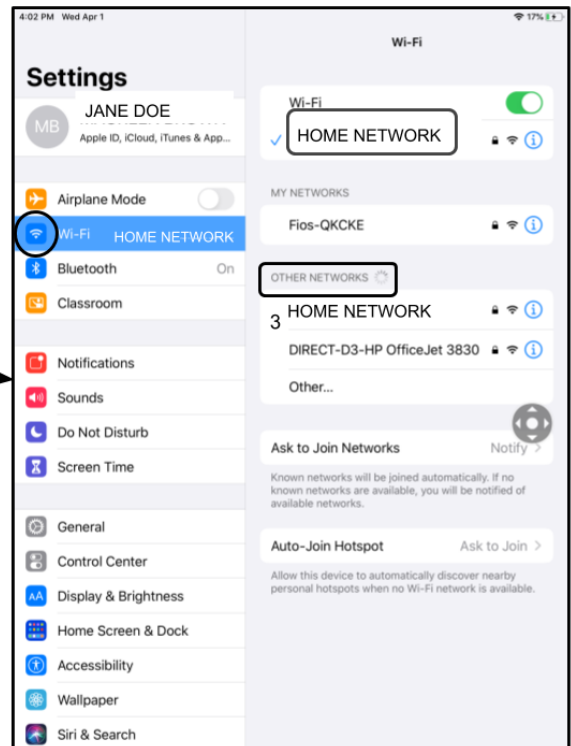 4:02 PM Wed Apr 1
17%
Settings
MB
JANE DOE
Apple ID, iCloud, iTunes & App...
Airplane Mode
Wi-Fi HOME NETWORK
Bluetooth On
Classroom
Notifications
Sounds
Do Not Disturb
Screen Time
General
Control Center
AA Display & Brightness
Home Screen & Dock
Accessibility
Wallpaper
Siri & Search
Wi-Fi
Wi-Fi
HOME NETWORK
MY NETWORKS
Fios-QKCKE
OTHER NETWORKS
3 HOME NETWORK
DIRECT-D3-HP OfficeJet 3830
Other...
Ask to Join Networks Notify
Known networks will be joined automatically. If no
known networks are available, you will be notified of
available networks.
Auto-Join Hotspot Ask to Join
Allow this device to automatically discover nearby
personal hotspots when no Wi-Fi network is available.